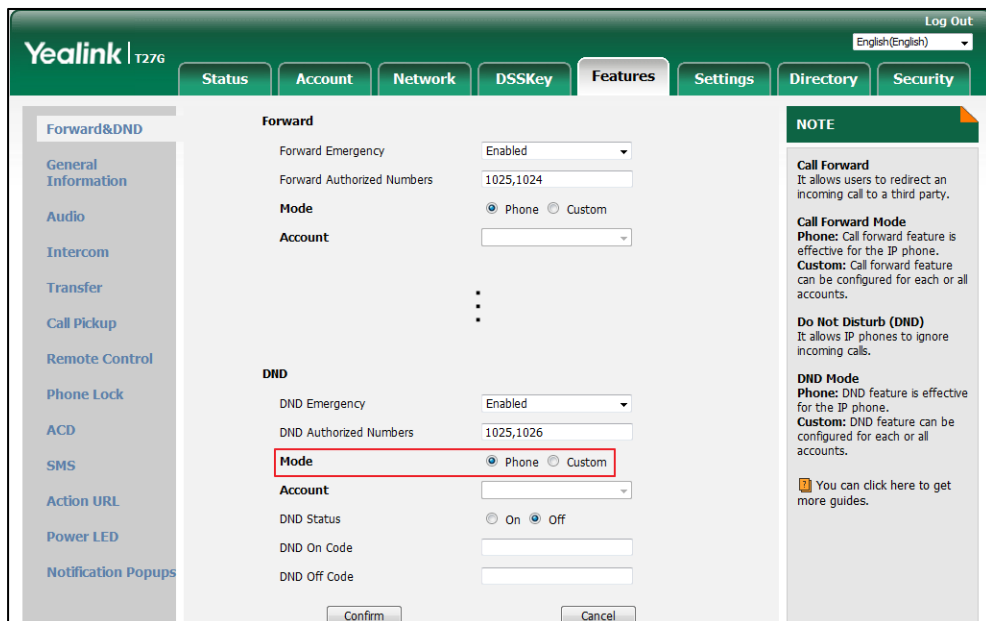 Log Out
Yealink | T27G
English(English)
Status Account Network DSSKey Features Settings Directory Security
Forward&DND
General
Information
Audio
Intercom
Transfer
Call Pickup
Remote Control
Phone Lock
ACD
SMS
Action URL
Power LED
Notification Popups
Forward
Forward Emergency Enabled
Forward Authorized Numbers 1025,1024
Mode Phone Custom
Account
DND
DND Emergency Enabled
DND Authorized Numbers 1025,1026
Mode Phone Custom
Account
DND Status On Off
DND On Code
DND Off Code
Confirm Cancel
NOTE
Call Forward
It allows users to redirect an
incoming call to a third party.
Call Forward Mode
Phone: Call forward feature is
effective for the IP phone.
Custom: Call forward feature
can be configured for each or all
accounts.
Do Not Disturb (DND)
It allows IP phones to ignore
incoming calls.
DND Mode
Phone: DND feature is effective
for the IP phone.
Custom: DND feature can be
configured for each or all
accounts.
You can click here to get
more guides.